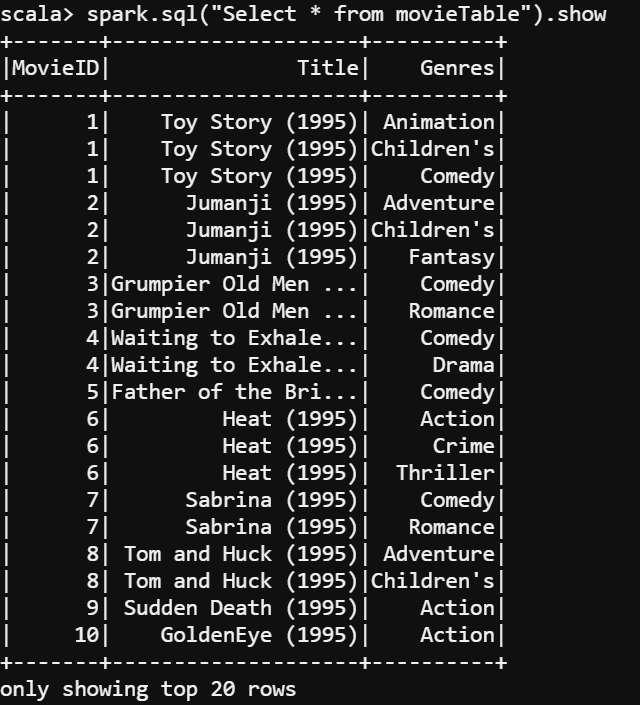 scala> spark.sql("Select * from movieTable").show
+-------+--------------------+----------+
|MovieID|               Title|    Genres|
+-------+--------------------+----------+
|      1|    Toy Story (1995)| Animation|
|      1|    Toy Story (1995)|Children's|
|      1|    Toy Story (1995)|    Comedy|
|      2|      Jumanji (1995)| Adventure|
|      2|      Jumanji (1995)|Children's|
|      2|      Jumanji (1995)|   Fantasy|
|      3|Grumpier Old Men ...|    Comedy|
|      3|Grumpier Old Men ...|   Romance|
|      4|Waiting to Exhale...|    Comedy|
|      4|Waiting to Exhale...|     Drama|
|      5|Father of the Bri...|    Comedy|
|      6|         Heat (1995)|    Action|
|      6|         Heat (1995)|     Crime|
|      6|         Heat (1995)|  Thriller|
|      7|      Sabrina (1995)|    Comedy|
|      7|      Sabrina (1995)|   Romance|
|      8| Tom and Huck (1995)| Adventure|
|      8| Tom and Huck (1995)|Children's|
|      9| Sudden Death (1995)|    Action|
|     10|    GoldenEye (1995)|    Action|
+-------+--------------------+----------+
only showing top 20 rows